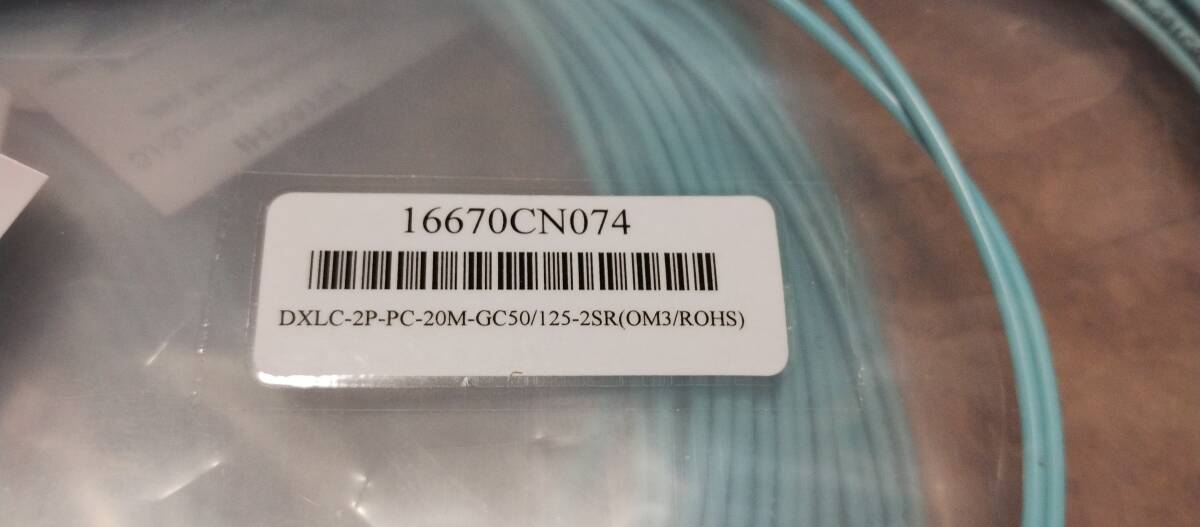 16670CN074
DXLC-2P-PC-20M-GC50/125-2SR(OM3/ROHS)